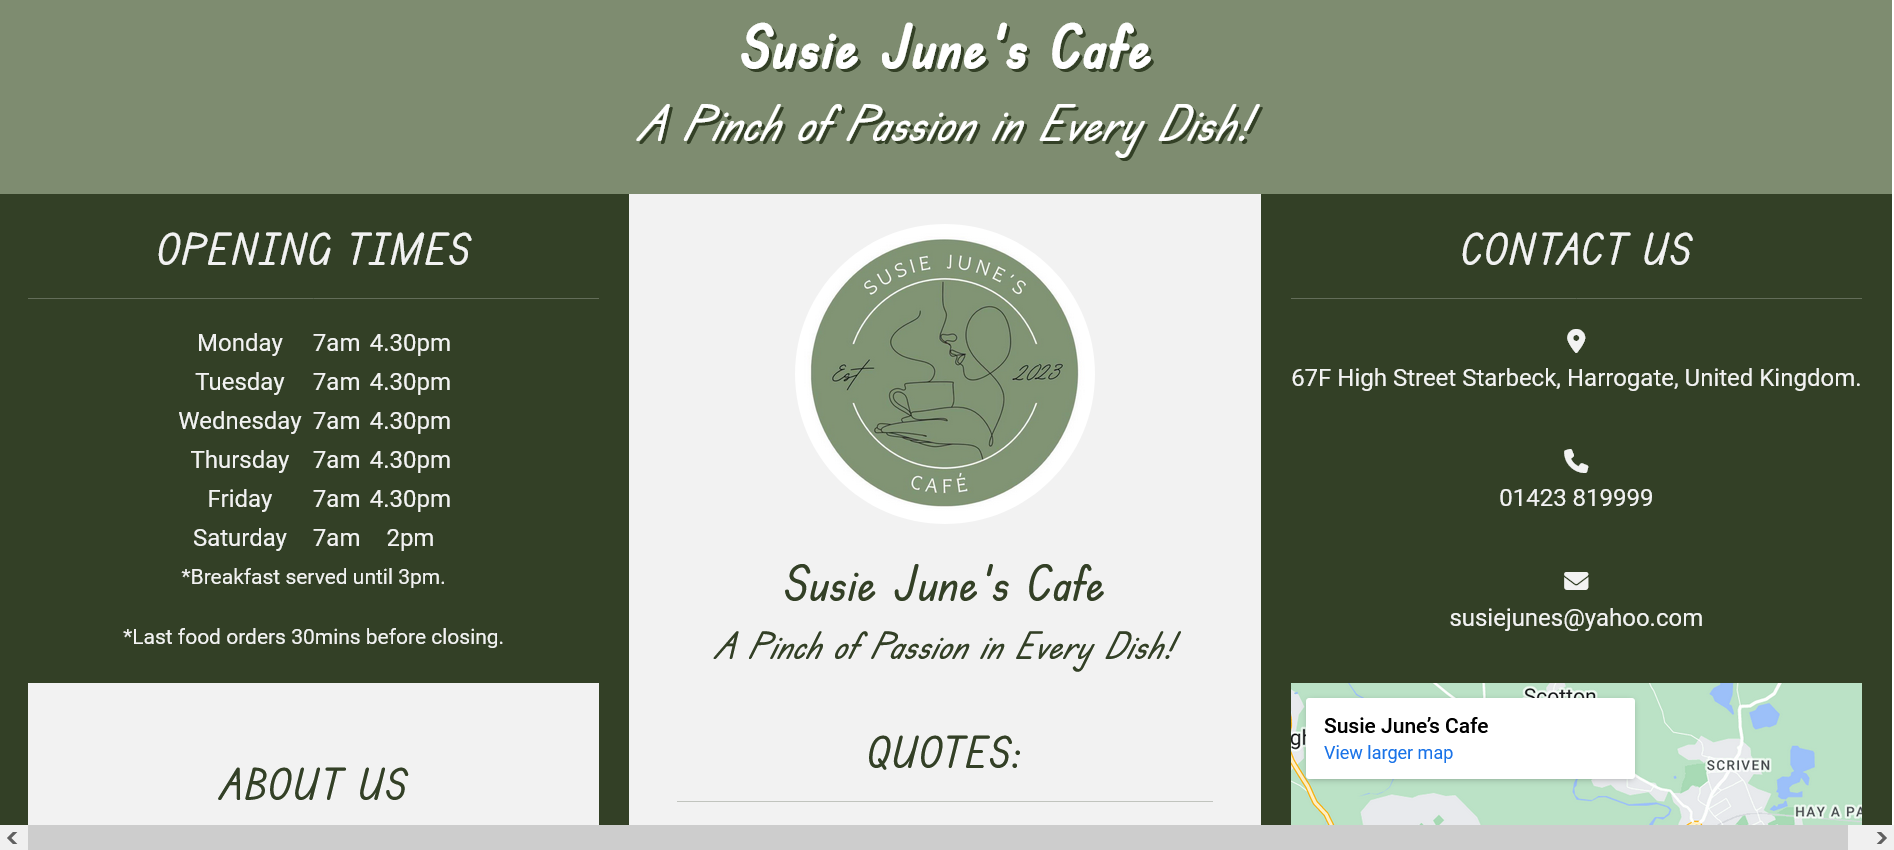 Susie June's Cafe
A Pinch of Passion in Every Dish!
OPENING TIMES
Monday 7am 4.30pm
Tuesday 7am 4.30pm
Wednesday 7am 4.30pm
Thursday 7am 4.30pm
Friday 7am 4.30pm
Saturday 7am 2pm
*Breakfast served until 3pm.
*Last food orders 30mins before closing.
ABOUT US
SUSIE JUNE'S
Est 2023
CAFÉ
Susie June's Cafe
A Pinch of Passion in Every Dish!
QUOTES:
CONTACT US
67F High Street Starbeck, Harrogate, United Kingdom.
01423 819999
susiejunes@yahoo.com
Scotton
Susie June’s Cafe
View larger map
SCRIVEN
HAY A PA